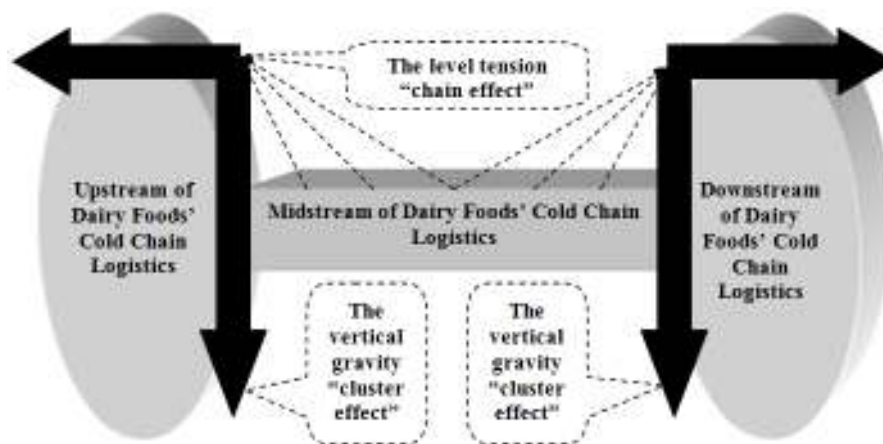 The level tension
“chain effect”
Upstream of
Dairy Foods’
Cold Chain
Logistics
Midstream of Dairy Foods’ Cold Chain
Logistics
Downstream
of Dairy
Foods’ Cold
Chain
Logistics
The
vertical
gravity
“cluster
effect”
The
vertical
gravity
“cluster
effect”